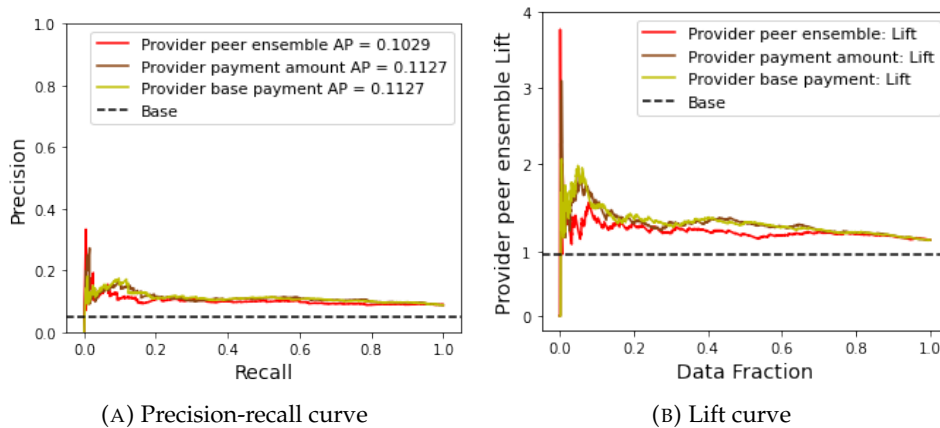 Precision
1.0
0.8
0.6
0.4
0.2
0.0
Provider peer ensemble AP = 0.1029
Provider payment amount AP = 0.1127
Provider base payment AP = 0.1127
Base
0.0 0.2 0.4 0.6 0.8 1.0
Recall
(A) Precision-recall curve
Provider peer ensemble Lift
4
3
2
1
0
Provider peer ensemble: Lift
Provider payment amount: Lift
Provider base payment: Lift
Base
0.0 0.2 0.4 0.6 0.8 1.0
Data Fraction
(B) Lift curve